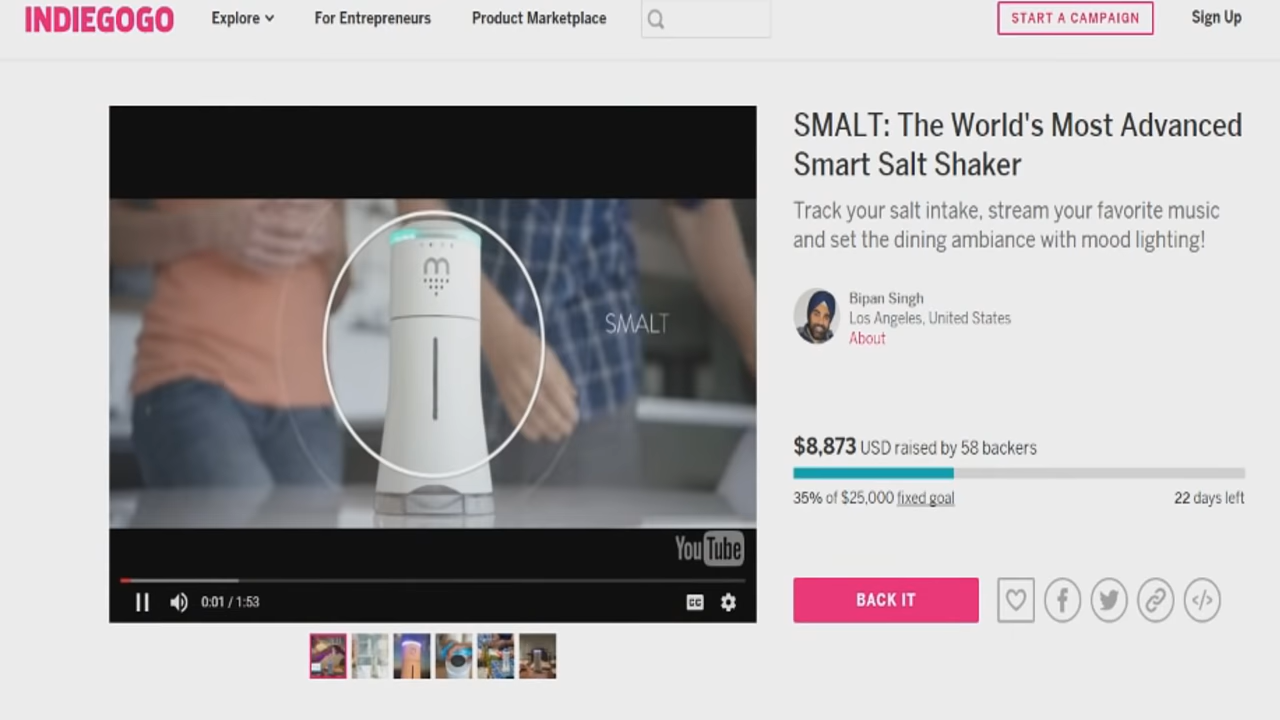 INDIEGOGO
Explore
For Entrepreneurs
Product Marketplace
START A CAMPAIGN
Sign Up
SMALT: The World's Most Advanced
Smart Salt Shaker
Track your salt intake, stream your favorite music
and set the dining ambiance with mood lighting!
Bipan Singh
Los Angeles, United States
About
SMALT
$8,873 USD raised by 58 backers
35% of $25,000 fixed goal
22 days left
YouTube
0:01 / 1:53
CC
BACK IT